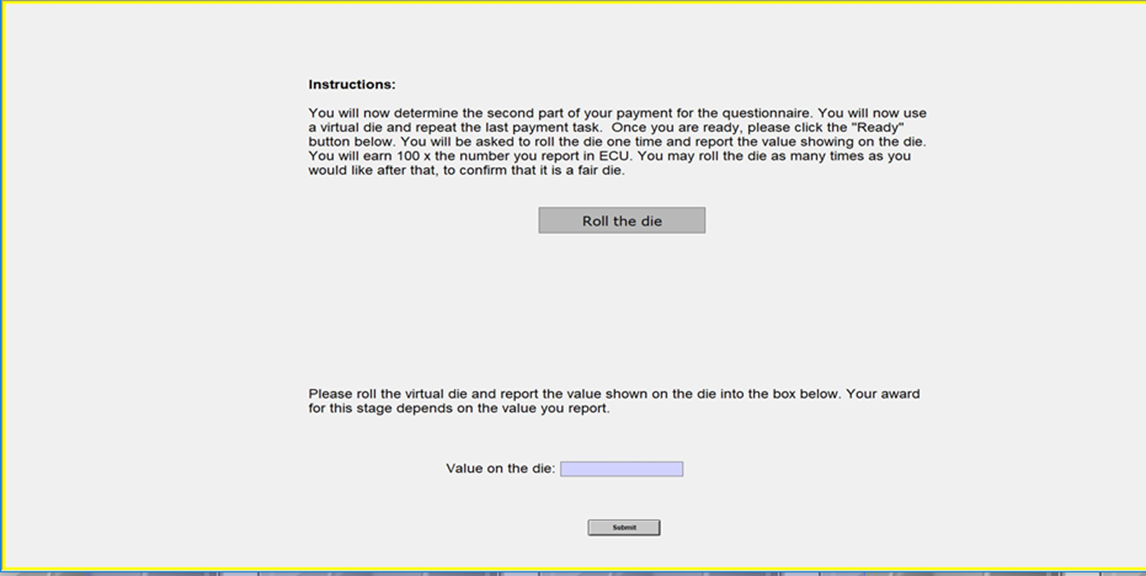 Instructions:
You will now determine the second part of your payment for the questionnaire. You will now use
a virtual die and repeat the last payment task.  Once you are ready, please click the "Ready"
button below. You will be asked to roll the die one time and report the value showing on the die.
You will earn 100 x the number you report in ECU. You may roll the die as many times as you
would like after that, to confirm that it is a fair die.
Roll the die
Please roll the virtual die and report the value shown on the die into the box below. Your award
for this stage depends on the value you report.
Value on the die:
Submit